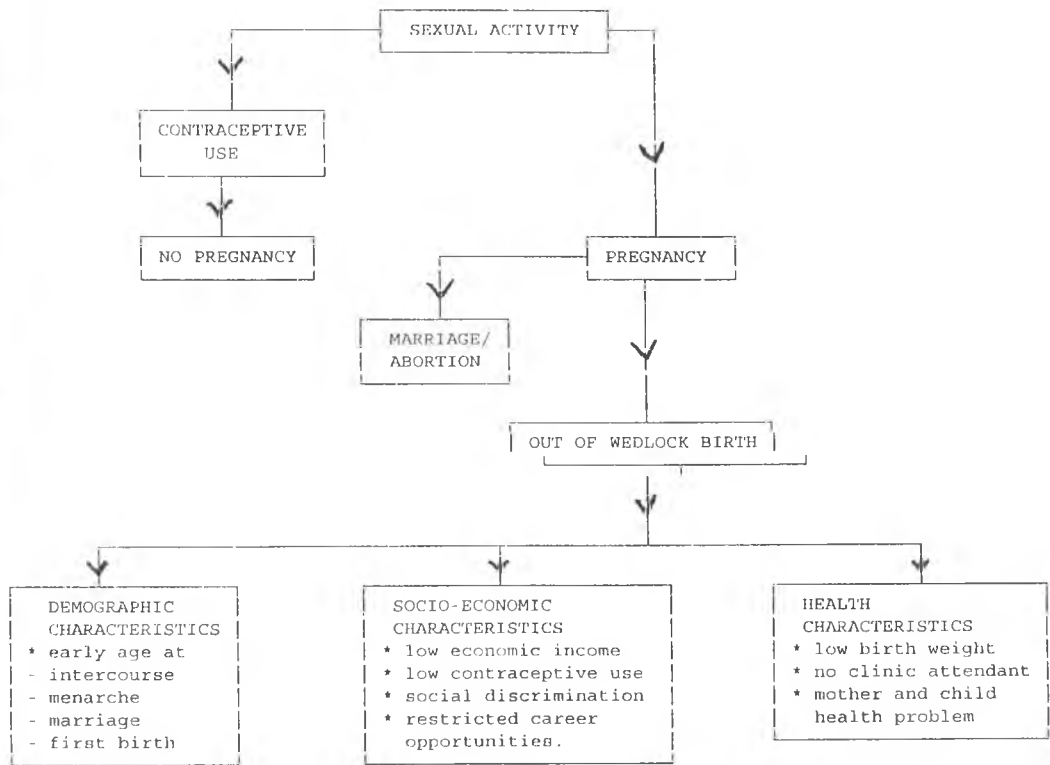 SEXUAL ACTIVITY
CONTRACEPTIVE
USE
NO PREGNANCY
PREGNANCY
MARRIAGE/
ABORTION
OUT OF WEDLOCK BIRTH
DEMOGRAPHIC
CHARACTERISTICS
* early age at
- intercourse
- menarche
- marriage
- first birth
SOCIO-ECONOMIC
CHARACTERISTICS
* low economic income
* low contraceptive use
* social discrimination
* restricted career
opportunities.
HEALTH
CHARACTERISTICS
* low birth weight
* no clinic attendant
* mother and child
health problem